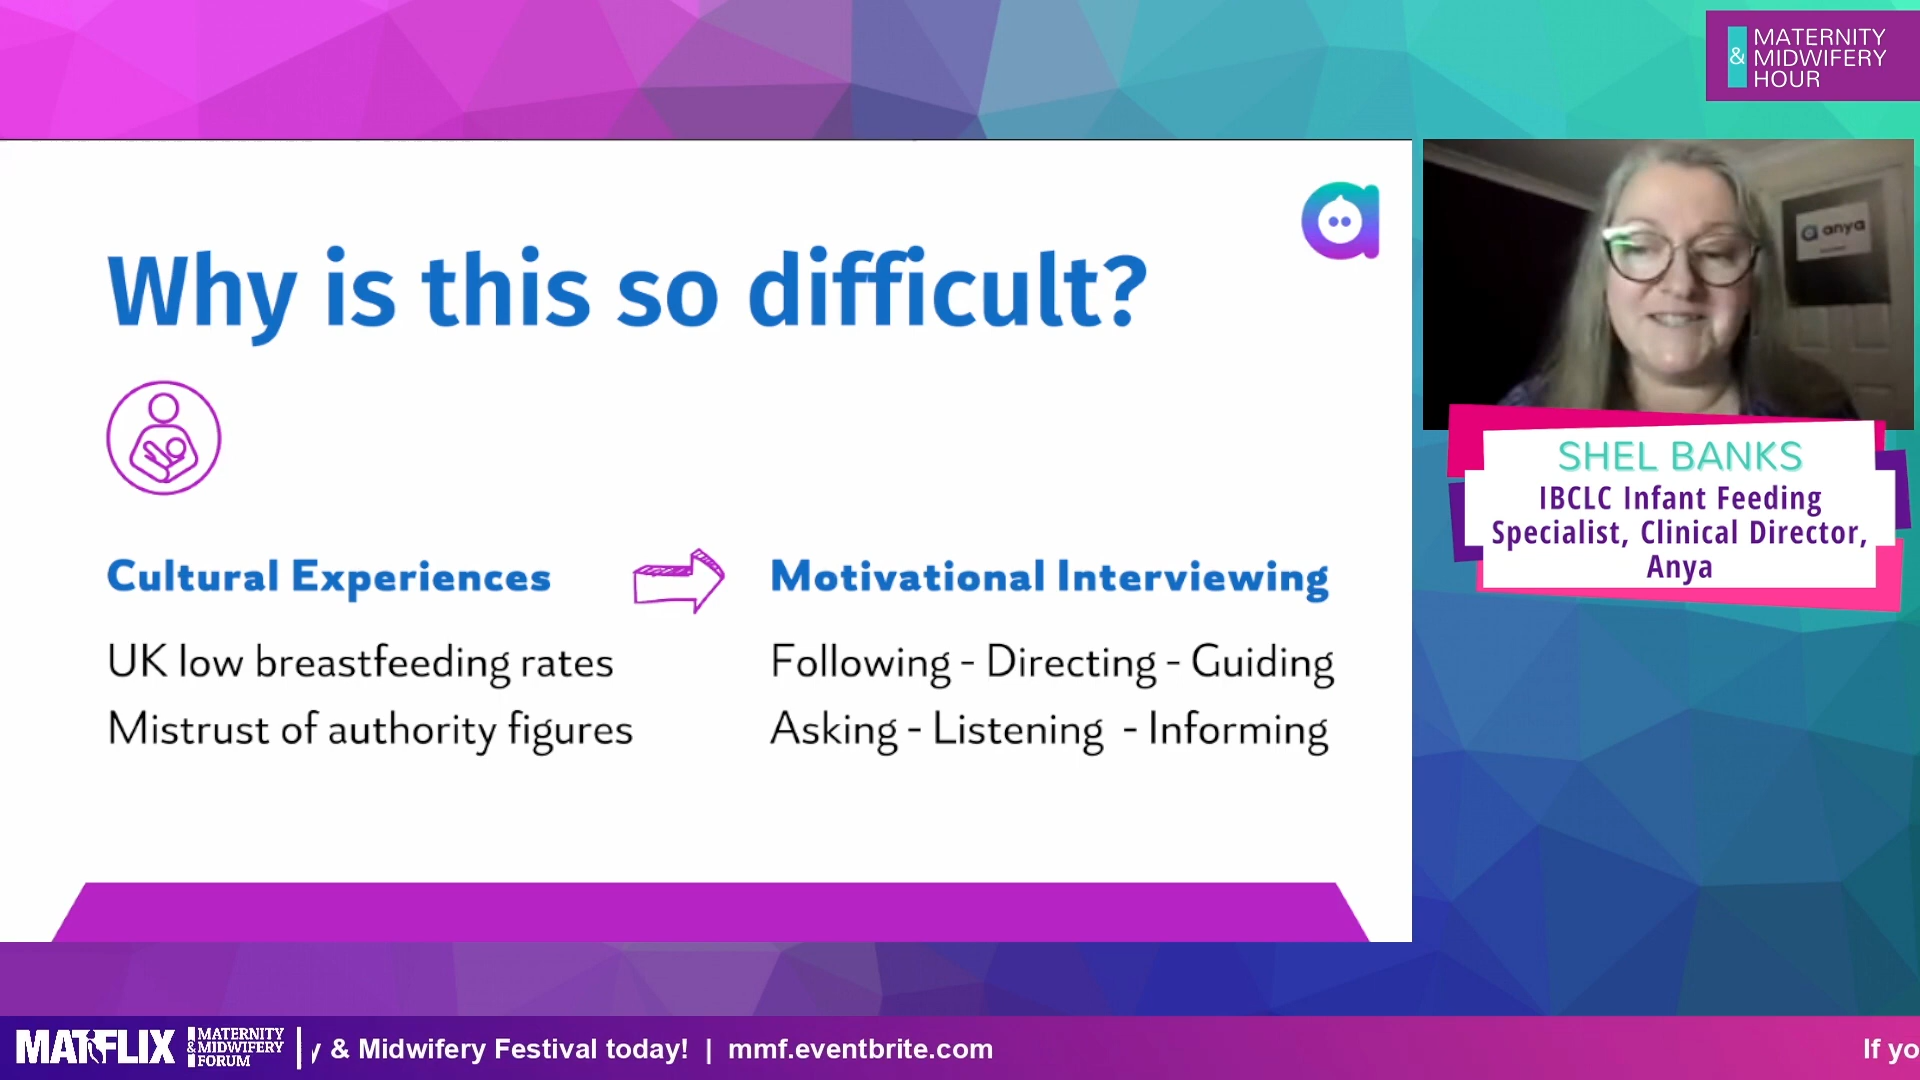 MATERNITY
& MIDWIFERY
HOUR
Why is this so difficult?
anya
SHEL BANKS
IBCLC Infant Feeding
Specialist, Clinical Director,
Anya
Cultural Experiences
UK low breastfeeding rates
Mistrust of authority figures
Motivational Interviewing
Following - Directing - Guiding
Asking - Listening - Informing
MATFLIX
MATERNITY
& MIDWIFERY
FORUM
y & Midwifery Festival today! | mmf.eventbrite.com
If yo